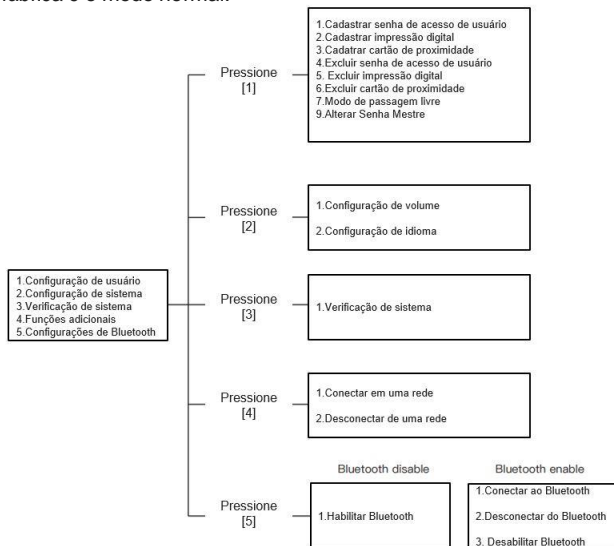 1.Cadastrar senha de acesso de usuário
2.Cadastrar impressão digital
3.Cadatrar cartão de proximidade
4.Excluir senha de acesso de usuário
5. Excluir impressão digital
6.Excluir cartão de proximidade
7.Modo de passagem livre
9.Alterar Senha Mestre
Pressione
[1]
1.Configuração de volume
2.Configuração de idioma
Pressione
[2]
1.Configuração de usuário
2.Configuração de sistema
3.Verificação de sistema
4.Funções adicionais
5.Configurações de Bluetooth
Pressione
[3]
1.Verificação de sistema
Pressione
[4]
1.Conectar em uma rede
2.Desconectar de uma rede
Bluetooth disable
Bluetooth enable
Pressione
[5]
1.Habilitar Bluetooth
1.Conectar ao Bluetooth
2.Desconectar do Bluetooth
3. Desabilitar Bluetooth